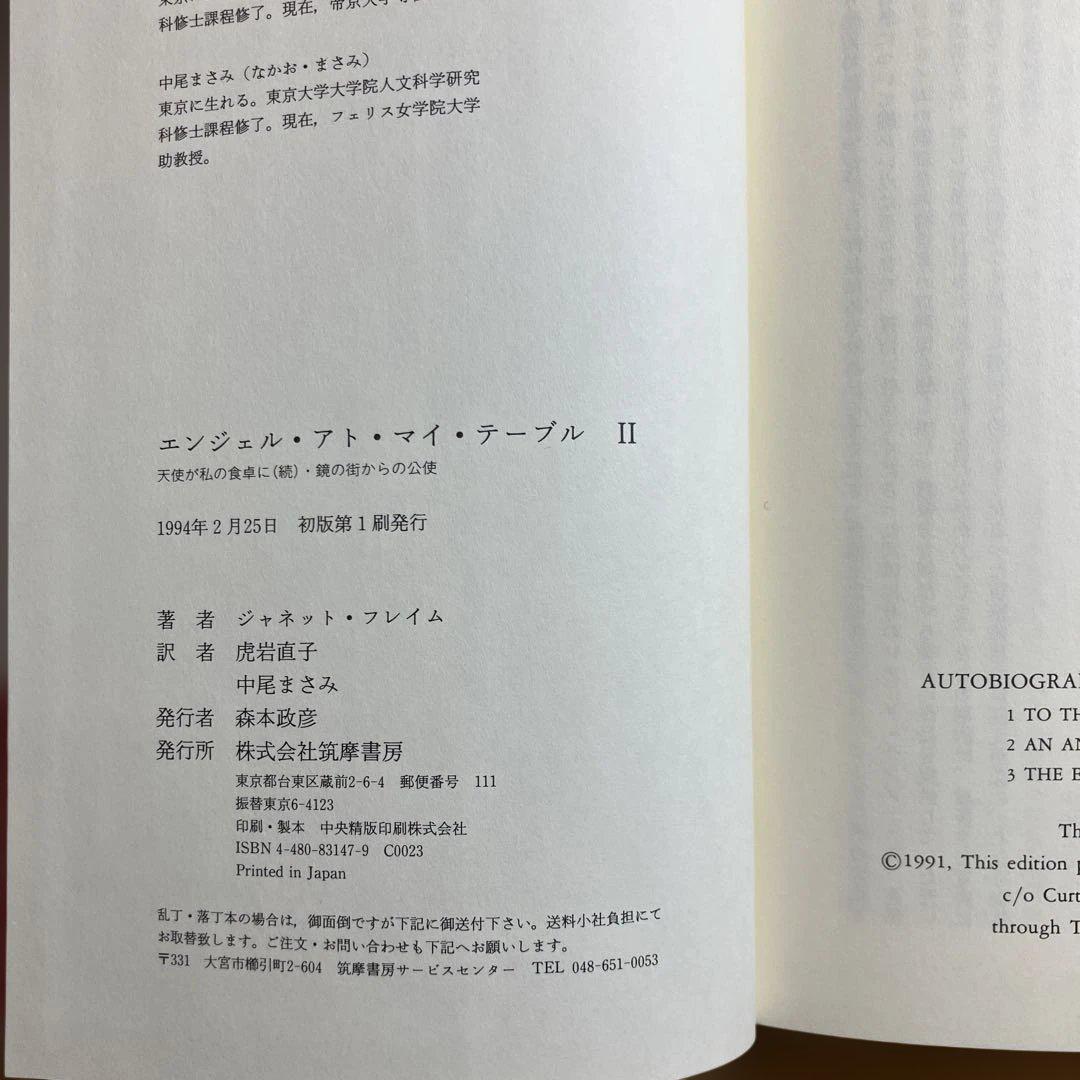 科修士課程修了。現在，帝京大学
中尾まさみ（なかお・まさみ）
東京に生れる。東京大学大学院人文科学研究
科修士課程修了。現在，フェリス女学院大学
助教授。
エンジェル・アト・マイ・テーブル　II
天使が私の食卓に（続）・鏡の街からの公使
1994年2月25日　初版第1刷発行
著　者　ジャネット・フレイム
訳　者　虎岩直子
中尾まさみ
発行者　森本政彦
発行所　株式会社筑摩書房
東京都台東区蔵前2-6-4　郵便番号　111
振替東京6-4123
印刷・製本　中央精版印刷株式会社
ISBN 4-480-83147-9　C0023
Printed in Japan
乱丁・落丁本の場合は，御面倒ですが下記に御送付下さい。送料小社負担にて
お取替致します。ご注文・お問い合わせも下記へお願いします。
〒331　大宮市櫛引町2-604　筑摩書房サービスセンター　TEL 048-651-0053
AUTOBIOGRA
1 TO TH
2 AN AN
3 THE E
Th
©1991, This edition p
c/o Curt
through T